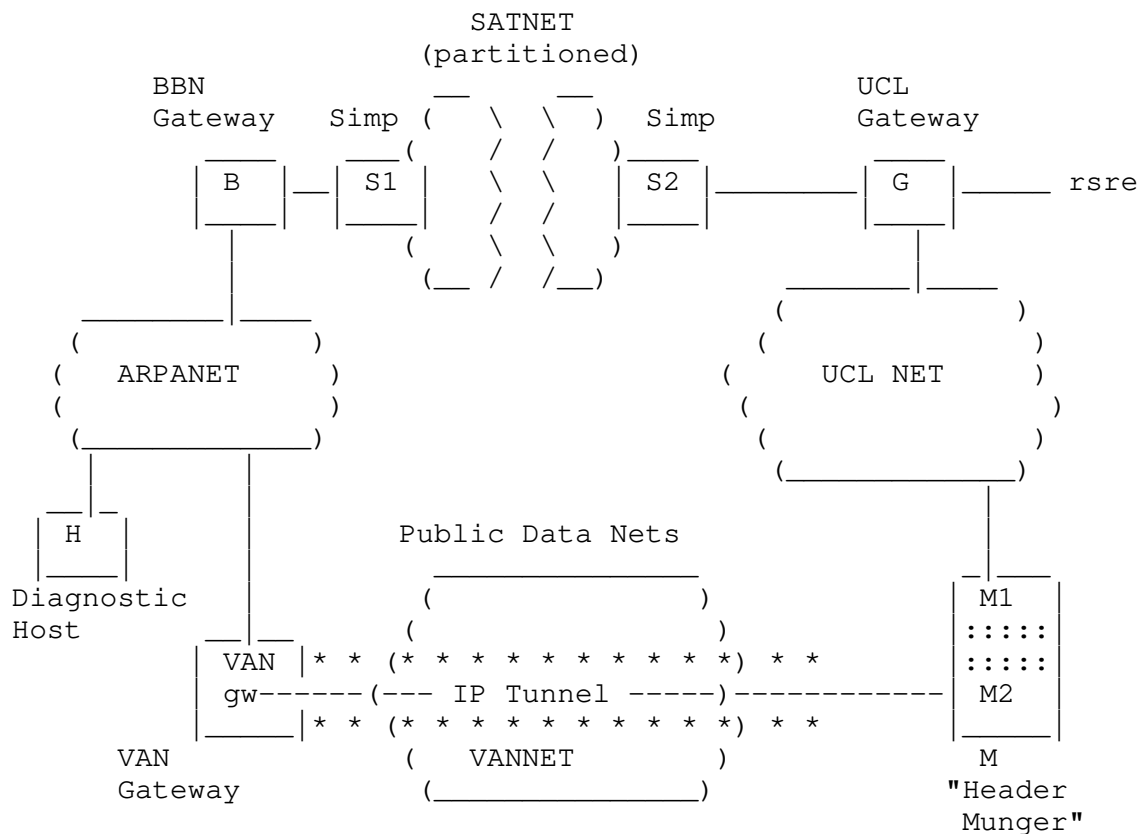 SATNET
(partitioned)
BBN UCL
Gateway Simp Simp Gateway
B S1 S2 G rsre
ARPANET UCL NET
H Public Data Nets
Diagnostic M1
Host
VAN
gw IP Tunnel M2
VAN VANNET M
Gateway "Header
Munger"